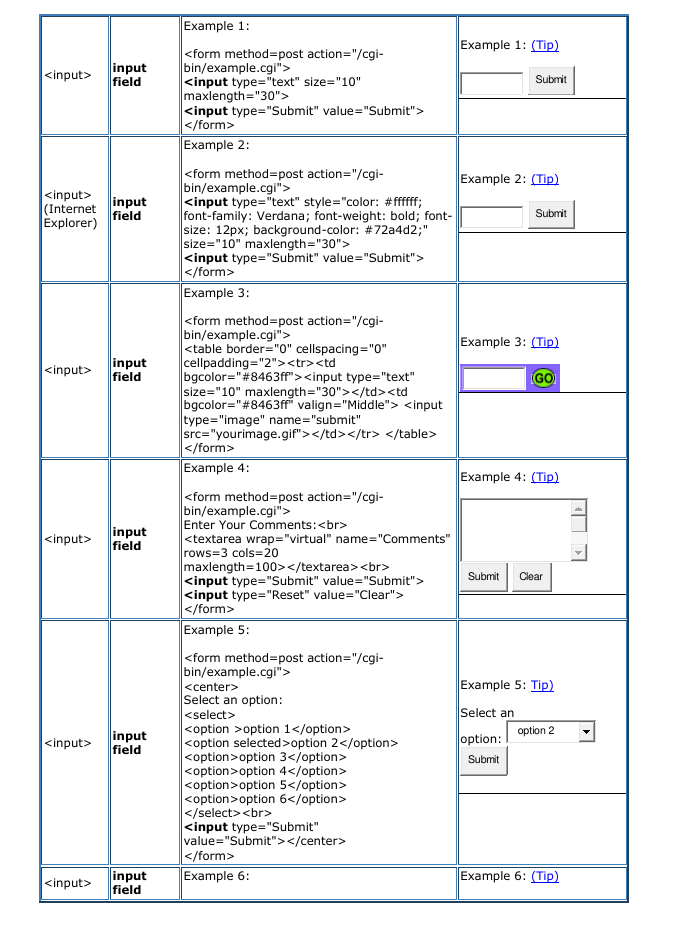 <input>
input
field
Example 1:
<form method=post action="/cgi-
bin/example.cgi">
<input type="text" size="10"
maxlength="30">
<input type="Submit" value="Submit">
</form>
Example 1: (Tip)
Submit
<input>
(Internet
Explorer)
input
field
Example 2:
<form method=post action="/cgi-
bin/example.cgi">
<input type="text" style="color: #ffffff;
font-family: Verdana; font-weight: bold; font-
size: 12px; background-color: #72a4d2;"
size="10" maxlength="30">
<input type="Submit" value="Submit">
</form>
Example 2: (Tip)
Submit
<input>
input
field
Example 3:
<form method=post action="/cgi-
bin/example.cgi">
<table border="0" cellspacing="0"
cellpadding="2"><tr><td
bgcolor="#8463ff"><input type="text"
size="10" maxlength="30"></td><td
bgcolor="#8463ff" valign="Middle"> <input
type="image" name="submit"
src="yourimage.gif"></td></tr> </table>
</form>
Example 3: (Tip)
GO
<input>
input
field
Example 4:
<form method=post action="/cgi-
bin/example.cgi">
Enter Your Comments:<br>
<textarea wrap="virtual" name="Comments"
rows=3 cols=20
maxlength=100></textarea><br>
<input type="Submit" value="Submit">
<input type="Reset" value="Clear">
</form>
Example 4: (Tip)
Submit Clear
<input>
input
field
Example 5:
<form method=post action="/cgi-
bin/example.cgi">
<center>
Select an option:
<select>
<option >option 1</option>
<option selected>option 2</option>
<option>option 3</option>
<option>option 4</option>
<option>option 5</option>
<option>option 6</option>
</select><br>
<input type="Submit"
value="Submit"></center>
</form>
Example 5: Tip)
Select an
option: option 2
Submit
<input>
input
field
Example 6:
Example 6: (Tip)